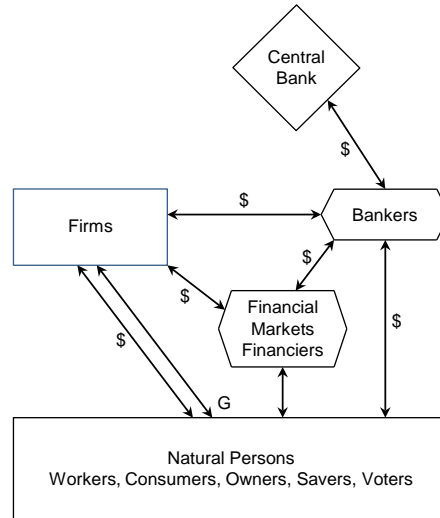 Central
Bank
$
$
Firms
Bankers
$
$
Financial
Markets
Financiers
$
$
G
Natural Persons
Workers, Consumers, Owners, Savers, Voters